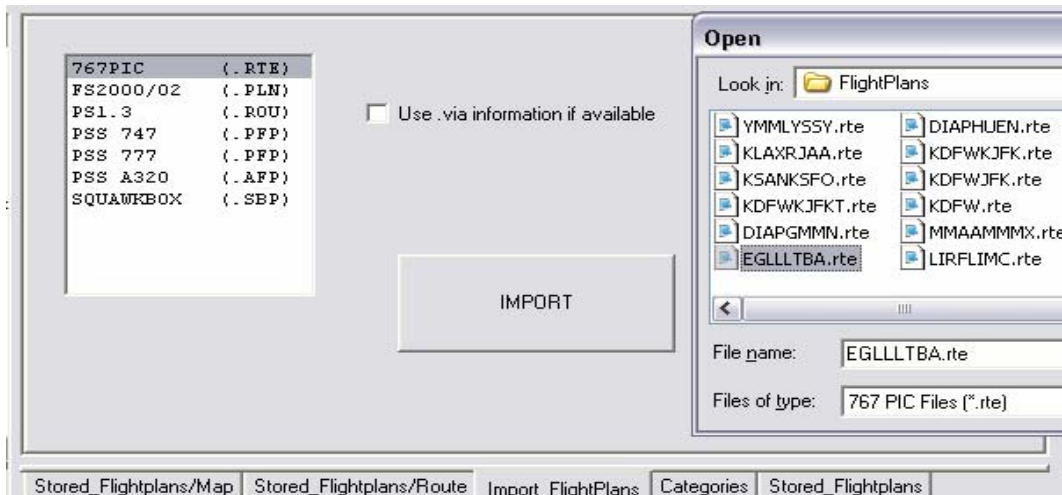 767PIC (.RTE)
FS2000/02 (.PLN)
PS1.3 (.ROU)
PSS 747 (.PFP)
PSS 777 (.PFP)
PSS A320 (.AFP)
SQUAWKBOX (.SBP)
Use .via information if available
IMPORT
Open
Look in: FlightPlans
YMMLYSSY.rte DIAPHUEN.rte
KLAXRJAA.rte KDFWKJFK.rte
KSANKSFO.rte KDFWJFK.rte
KDFWKJFKT.rte KDFW.rte
DIAPGMMN.rte MMAAMMMX.rte
EGLLLTBA.rte LIRFLIMC.rte
File name: EGLLLTBA.rte
Files of type: 767 PIC Files (*.rte)
Stored_Flightplans/Map Stored_Flightplans/Route Import_FlightPlans Categories Stored_Flightplans